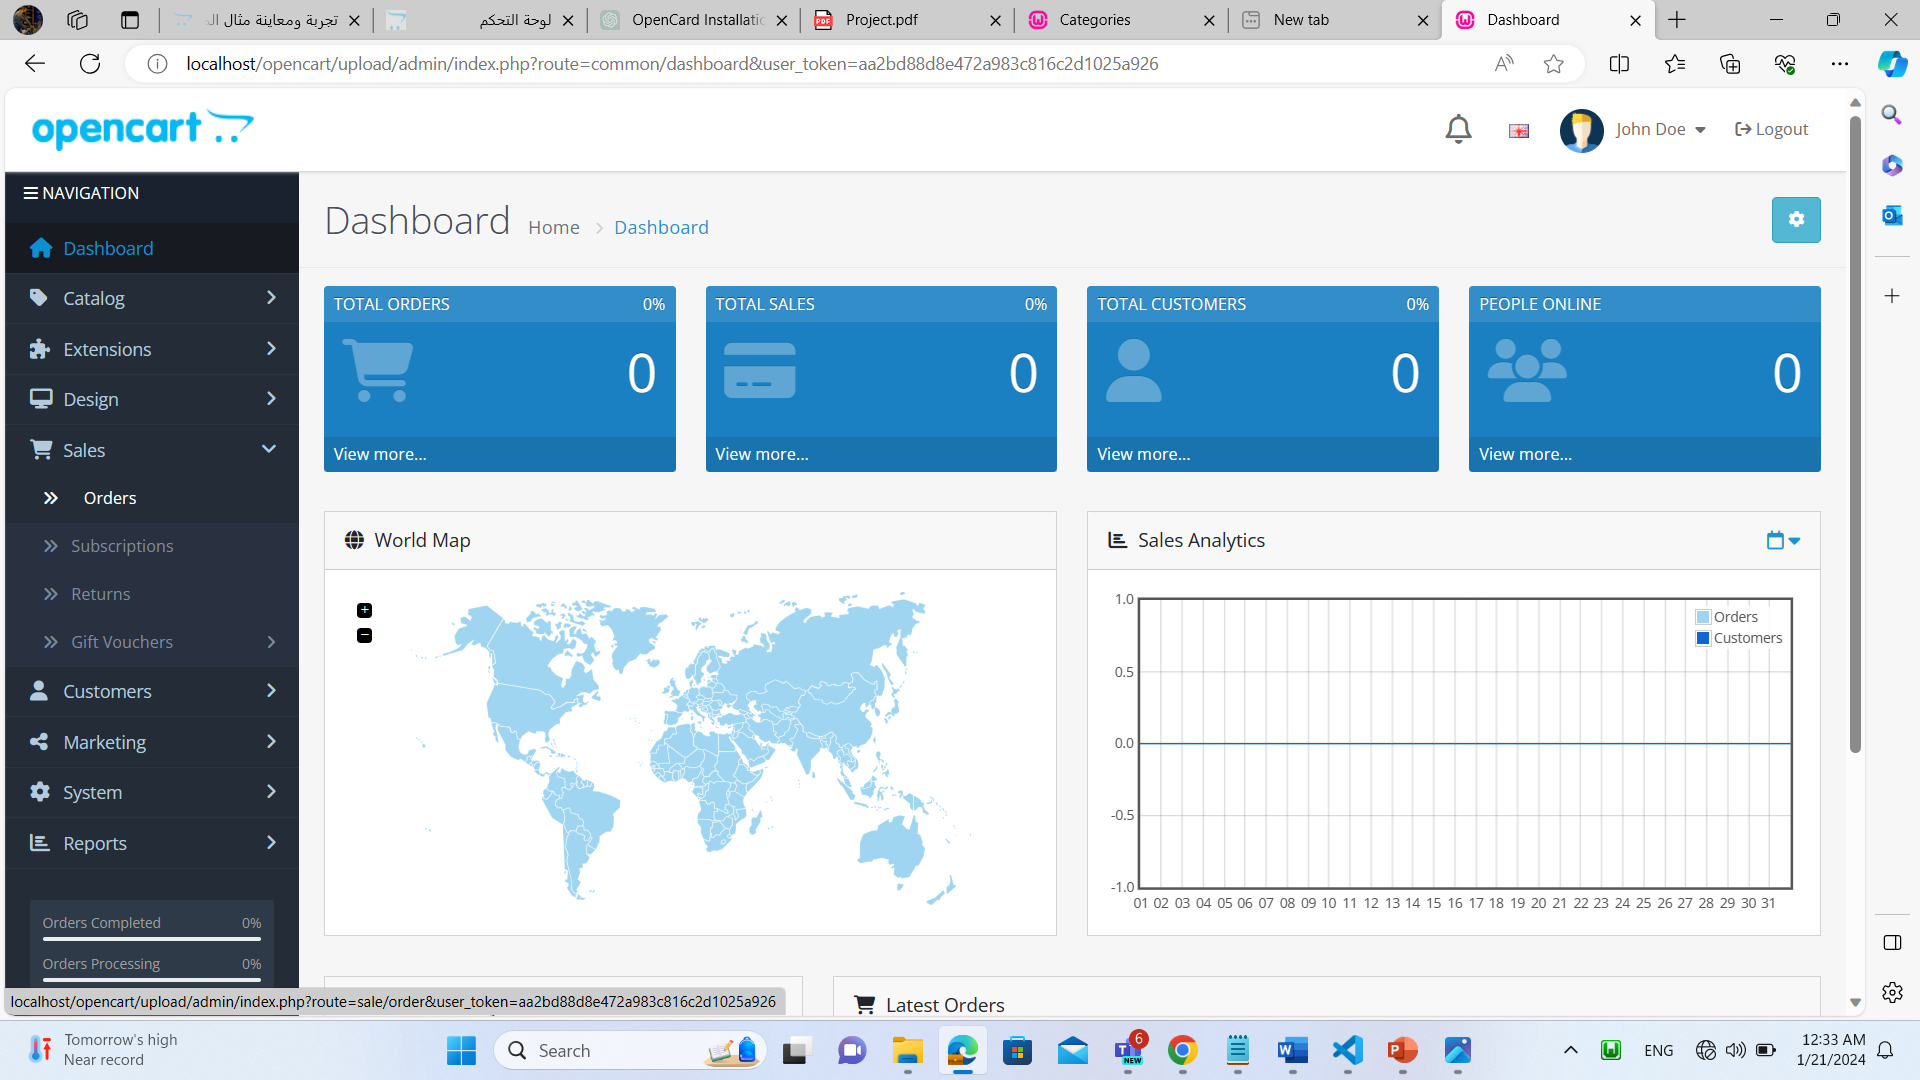 تجربة ومعاينة مثال
لوحة التحكم
OpenCard Installatic
Project.pdf
Categories
New tab
Dashboard
localhost/opencart/upload/admin/index.php?route=common/dashboard&user_token=aa2bd88d8e472a983c816c2d1025a926
opencart
John Doe
Logout
NAVIGATION
Dashboard
Catalog
Extensions
Design
Sales
Orders
Subscriptions
Returns
Gift Vouchers
Customers
Marketing
System
Reports
Orders Completed 0%
Orders Processing 0%
Dashboard Home Dashboard
TOTAL ORDERS 0%
0
View more...
TOTAL SALES 0%
0
View more...
TOTAL CUSTOMERS 0%
0
View more...
PEOPLE ONLINE
0
View more...
World Map
+
−
Sales Analytics
Orders
Customers
1.0
0.5
0.0
-0.5
-1.0
01 02 03 04 05 06 07 08 09 10 11 12 13 14 15 16 17 18 19 20 21 22 23 24 25 26 27 28 29 30 31
Latest Orders
localhost/opencart/upload/admin/index.php?route=sale/order&user_token=aa2bd88d8e472a983c816c2d1025a926
Tomorrow's high
Near record
Search
6
NEW
ENG
12:33 AM
1/21/2024